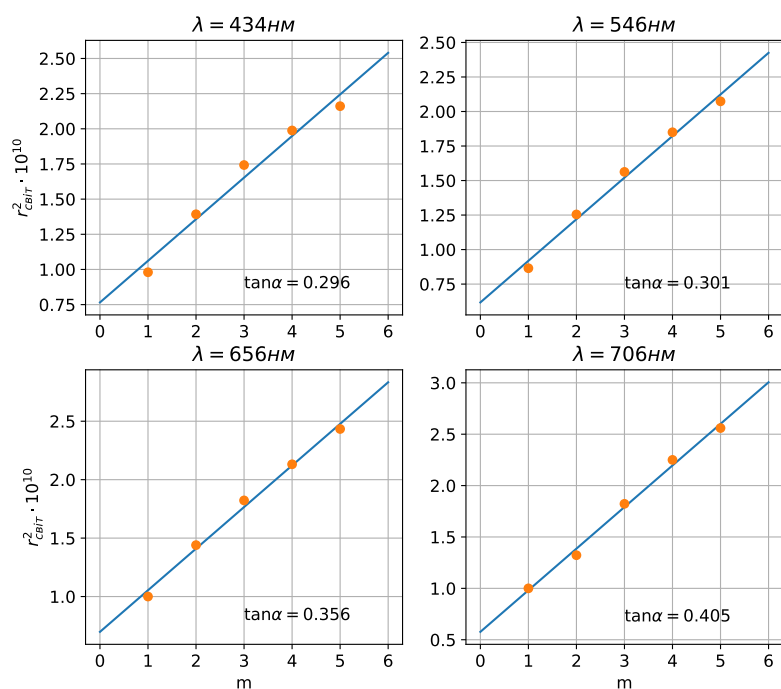 λ = 434нм
λ = 546нм
r²світ · 10¹⁰
2.50
2.25
2.00
1.75
1.50
1.25
1.00
0.75
tanα = 0.296
0 1 2 3 4 5 6
2.50
2.25
2.00
1.75
1.50
1.25
1.00
0.75
tanα = 0.301
0 1 2 3 4 5 6
λ = 656нм
λ = 706нм
r²світ · 10¹⁰
2.5
2.0
1.5
1.0
tanα = 0.356
0 1 2 3 4 5 6
m
3.0
2.5
2.0
1.5
1.0
0.5
tanα = 0.405
0 1 2 3 4 5 6
m